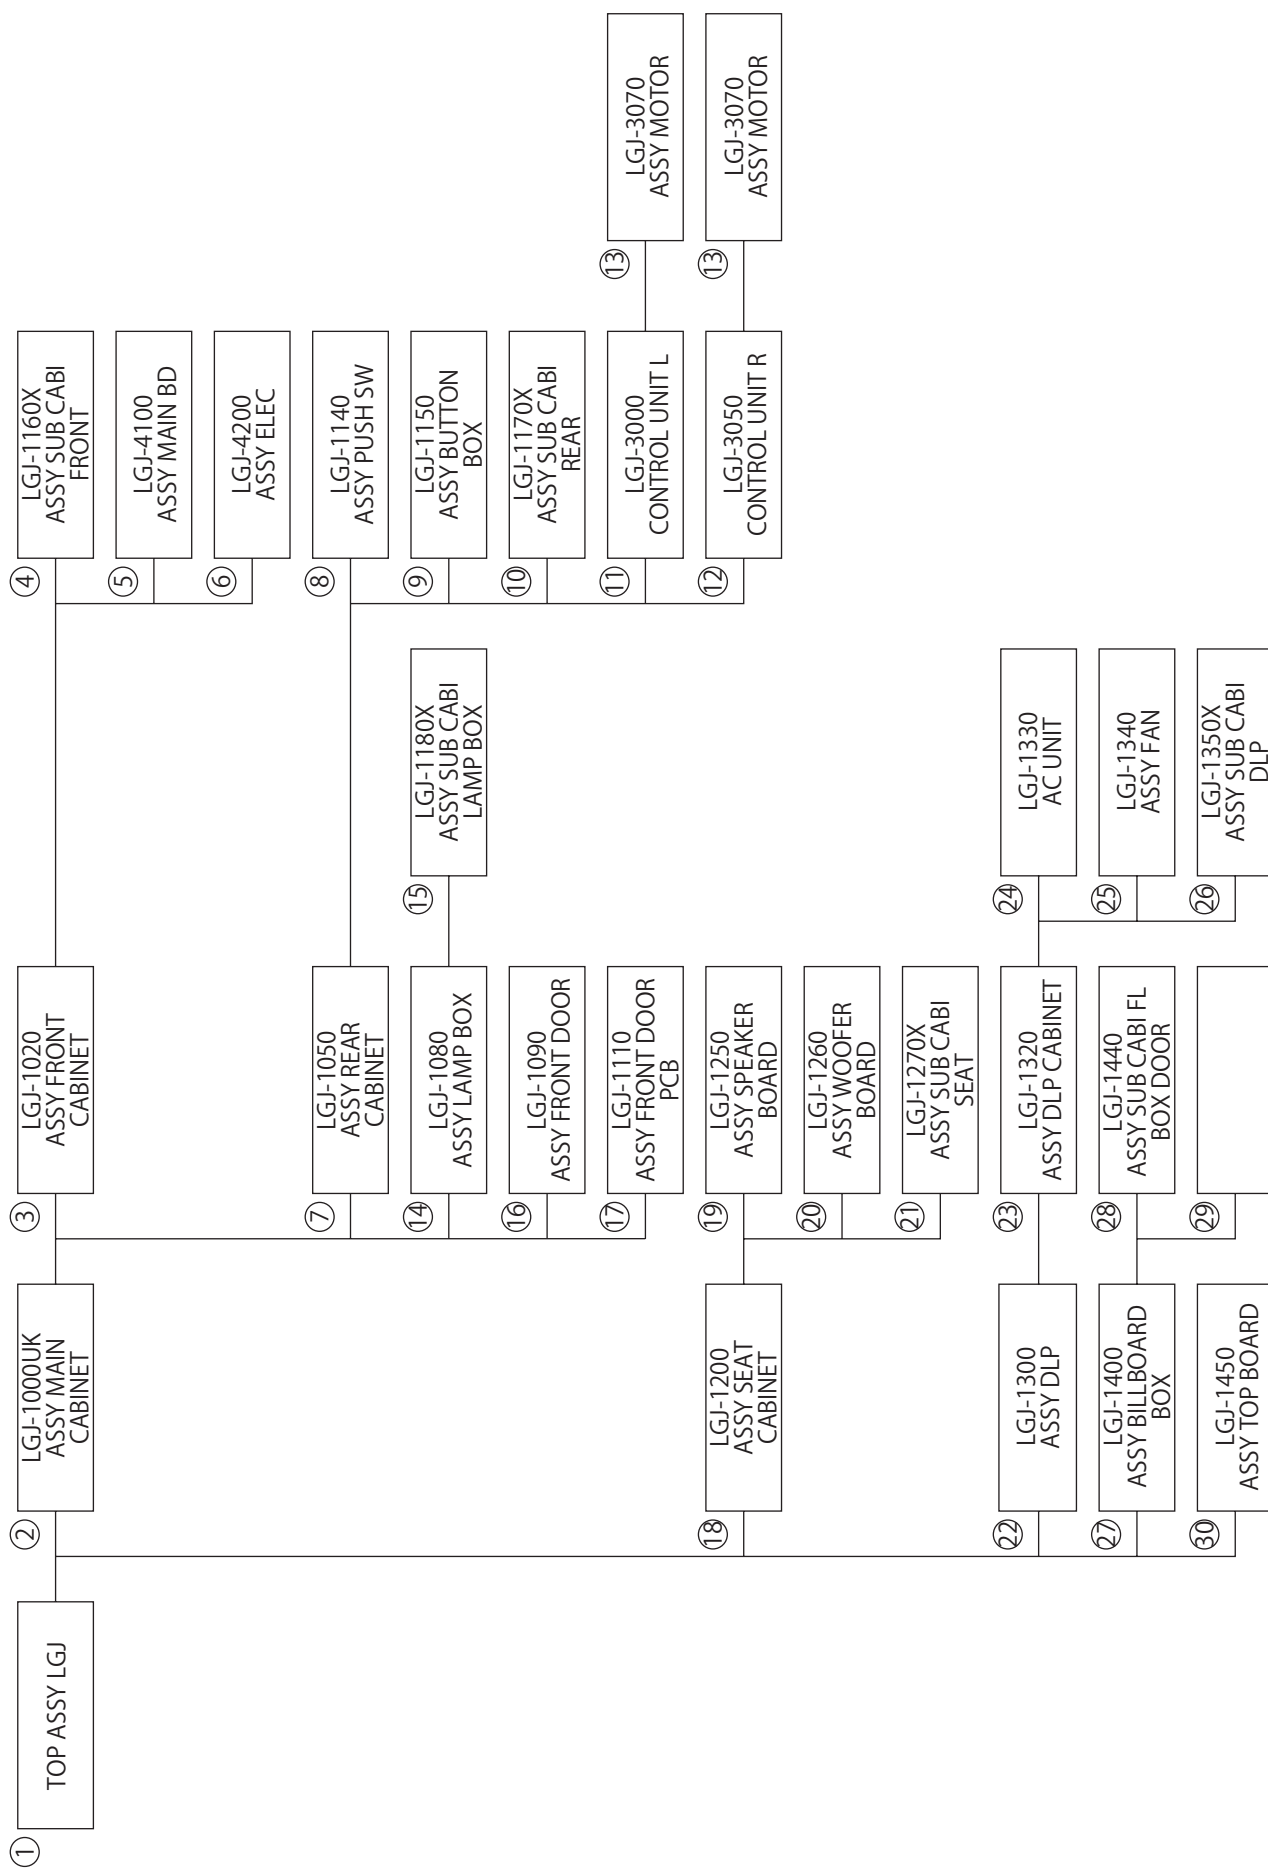 ①
TOP ASSY LGJ
②
LGJ-1000UK
ASSY MAIN
CABINET
③
LGJ-1020
ASSY FRONT
CABINET
④
LGJ-1160X
ASSY SUB CABI
FRONT
⑤
LGJ-4100
ASSY MAIN BD
⑥
LGJ-4200
ASSY ELEC
⑦
LGJ-1050
ASSY REAR
CABINET
⑧
LGJ-1140
ASSY PUSH SW
⑨
LGJ-1150
ASSY BUTTON
BOX
⑩
LGJ-1170X
ASSY SUB CABI
REAR
⑪
LGJ-3000
CONTROL UNIT L
⑬
LGJ-3070
ASSY MOTOR
⑫
LGJ-3050
CONTROL UNIT R
⑬
LGJ-3070
ASSY MOTOR
⑭
LGJ-1080
ASSY LAMP BOX
⑮
LGJ-1180X
ASSY SUB CABI
LAMP BOX
⑯
LGJ-1090
ASSY FRONT DOOR
⑰
LGJ-1110
ASSY FRONT DOOR
PCB
⑱
LGJ-1200
ASSY SEAT
CABINET
⑲
LGJ-1250
ASSY SPEAKER
BOARD
⑳
LGJ-1260
ASSY WOOFER
BOARD
㉑
LGJ-1270X
ASSY SUB CABI
SEAT
㉒
LGJ-1300
ASSY DLP
㉓
LGJ-1320
ASSY DLP CABINET
㉔
LGJ-1330
AC UNIT
㉕
LGJ-1340
ASSY FAN
㉖
LGJ-1350X
ASSY SUB CABI
DLP
㉗
LGJ-1400
ASSY BILLBOARD
BOX
㉘
LGJ-1440
ASSY SUB CABI FL
BOX DOOR
㉙
㉚
LGJ-1450
ASSY TOP BOARD